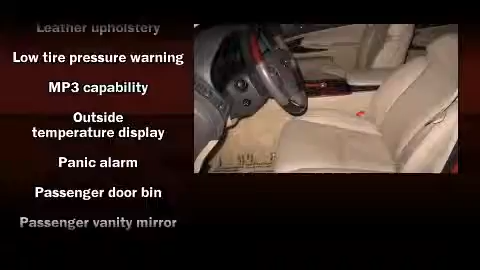 Leather upholstery
Low tire pressure warning
MP3 capability
Outside
temperature display
Panic alarm
Passenger door bin
Passenger vanity mirror